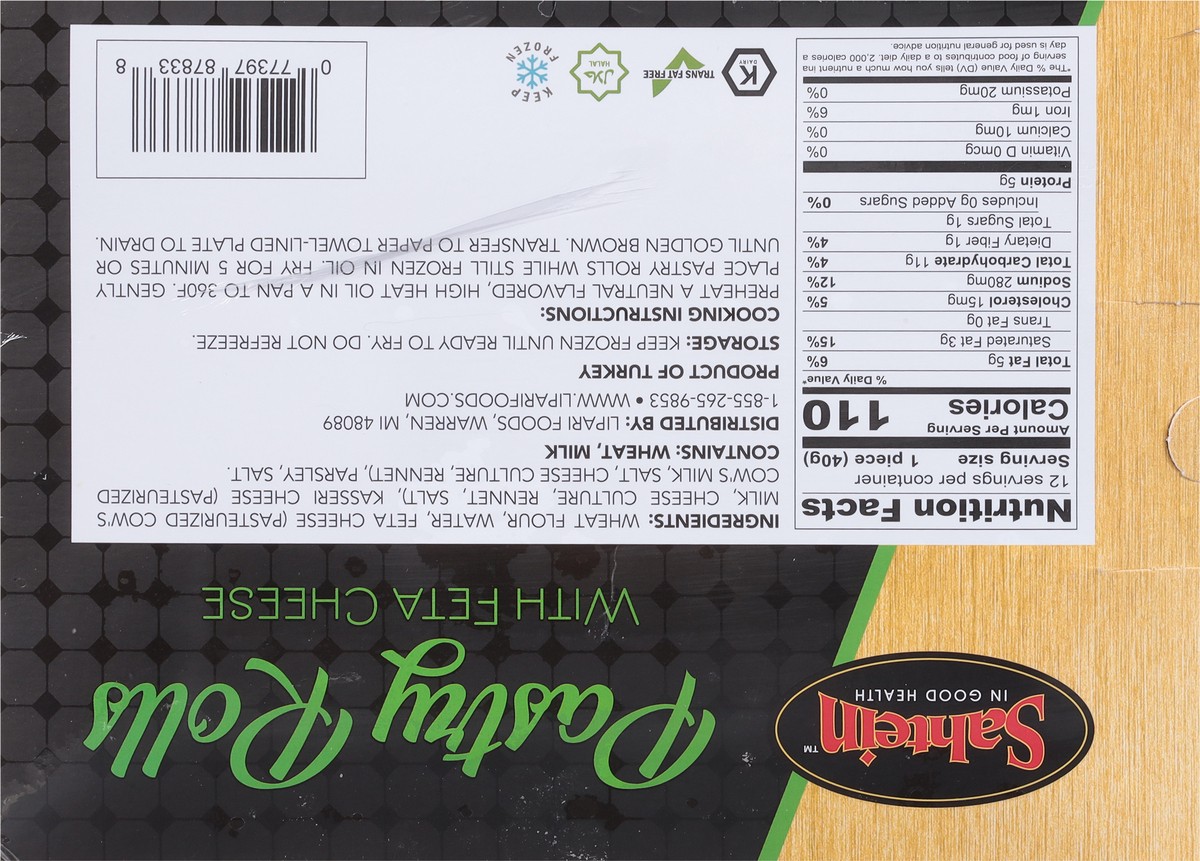 Sahtein™
IN GOOD HEALTH
Pastry Rolls
WITH FETA CHEESE
Nutrition Facts
12 servings per container
Serving size 1 piece (40g)
Amount Per Serving
Calories 110
% Daily Value*
Total Fat 5g 6%
Saturated Fat 3g 15%
Trans Fat 0g
Cholesterol 15mg 5%
Sodium 280mg 12%
Total Carbohydrate 11g 4%
Dietary Fiber 1g 4%
Total Sugars 1g
Includes 0g Added Sugars 0%
Protein 5g
Vitamin D 0mcg 0%
Calcium 10mg 0%
Iron 1mg 6%
Potassium 20mg 0%
*The % Daily Value (DV) tells you how much a nutrient ina
serving of food contributes to a daily diet. 2,000 calories a
day is used for general nutrition advice.
INGREDIENTS: WHEAT FLOUR, WATER, FETA CHEESE (PASTEURIZED COW'S
MILK, CHEESE CULTURE, RENNET, SALT), KASSERI CHEESE (PASTEURIZED
COW'S MILK, SALT, CHEESE CULTURE, RENNET), PARSLEY, SALT.
CONTAINS: WHEAT, MILK
DISTRIBUTED BY: LIPARI FOODS, WARREN, MI 48089
1-855-265-9853 • WWW.LIPARIFOODS.COM
PRODUCT OF TURKEY
STORAGE: KEEP FROZEN UNTIL READY TO FRY. DO NOT REFREEZE.
COOKING INSTRUCTIONS:
PREHEAT A NEUTRAL FLAVORED, HIGH HEAT OIL IN A PAN TO 360F. GENTLY
PLACE PASTRY ROLLS WHILE STILL FROZEN IN OIL. FRY FOR 5 MINUTES OR
UNTIL GOLDEN BROWN. TRANSFER TO PAPER TOWEL-LINED PLATE TO DRAIN.
K
DAIRY
TRANS FAT FREE
حلال
HALAL
KEEP
FROZEN
0 77397 87833 8